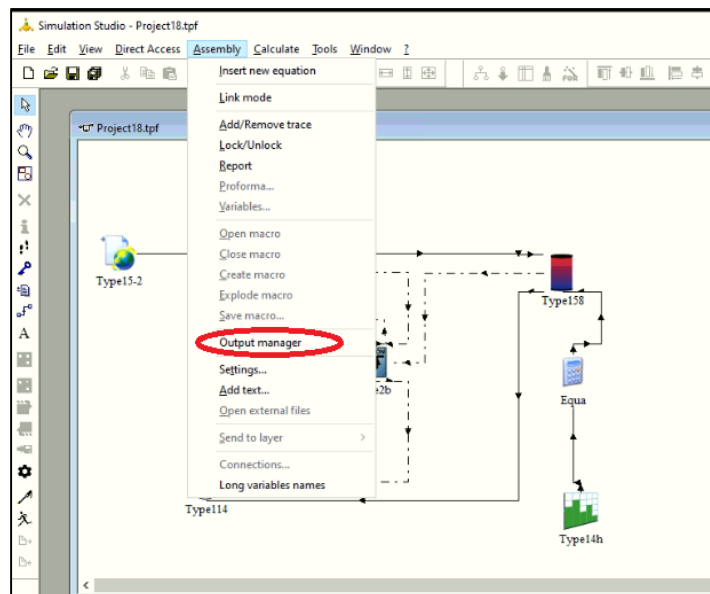 Simulation Studio - Project18.tpf
File Edit View Direct Access Assembly Calculate Tools Window ?
Insert new equation
Link mode
Project18.tpf
Add/Remove trace
Lock/Unlock
Report
Proforma...
Variables...
Open macro
Close macro
Create macro
Explode macro
Save macro...
Output manager
Settings...
Add text...
Open external files
Send to layer
Connections...
Long variables names
Type15-2
Type158
2b
Equa
Type114
Type14h
A
FOR